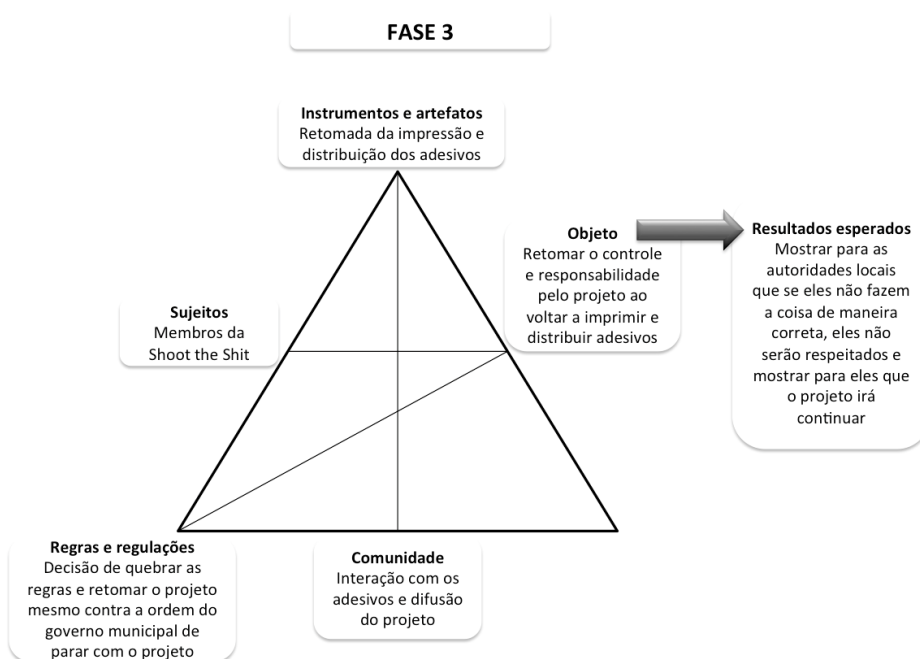 FASE 3
Instrumentos e artefatos
Retomada da impressão e
distribuição dos adesivos
Objeto
Retomar o controle
e responsabilidade
pelo projeto ao
voltar a imprimir e
distribuir adesivos
Resultados esperados
Mostrar para as
autoridades locais
que se eles não fazem
a coisa de maneira
correta, eles não
serão respeitados e
mostrar para eles que
o projeto irá
continuar
Sujeitos
Membros da
Shoot the Shit
Regras e regulações
Decisão de quebrar as
regras e retomar o projeto
mesmo contra a ordem do
governo municipal de
parar com o projeto
Comunidade
Interação com os
adesivos e difusão
do projeto